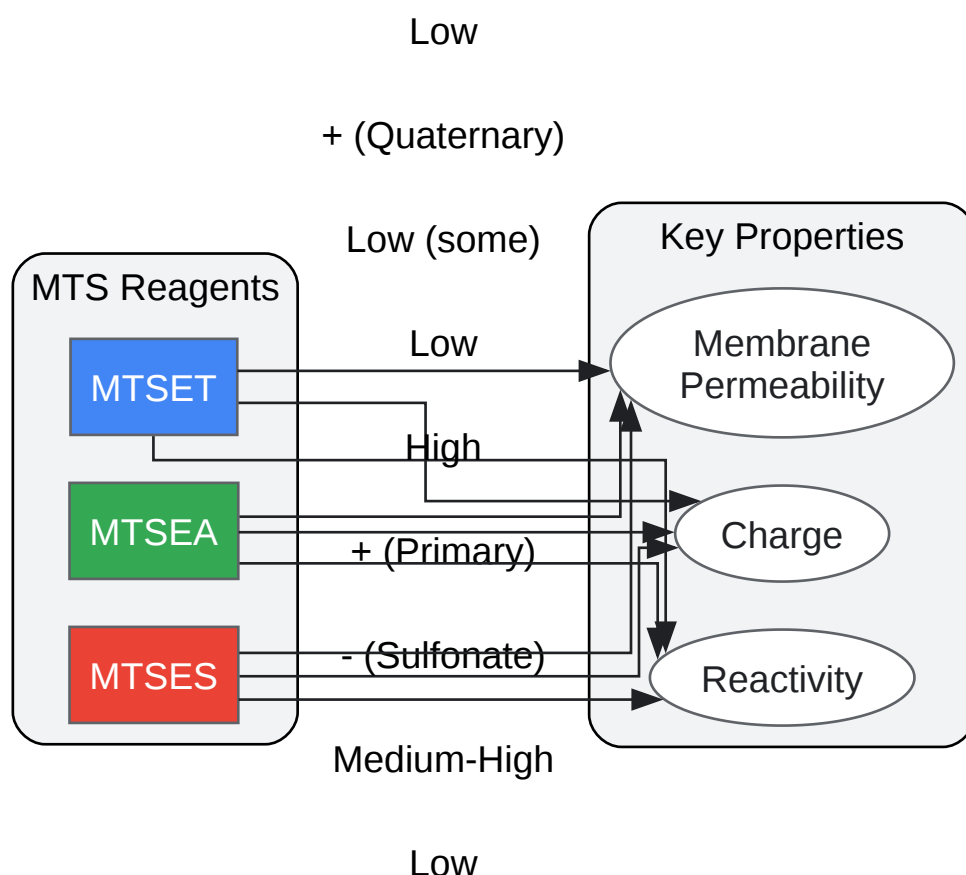 Low
+ (Quaternary)
Low (some)
Key Properties
MTS Reagents
Low
Membrane
Permeability
MTSET
High
MTSEA
Charge
+ (Primary)
- (Sulfonate)
MTSES
Reactivity
Medium-High
Low